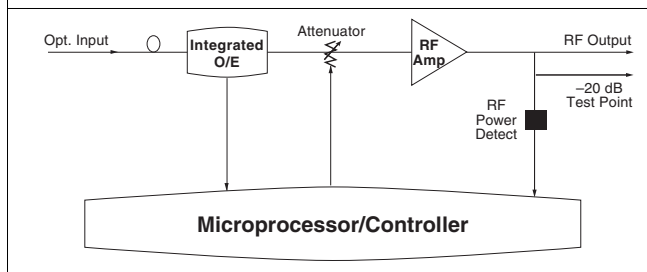 Opt. Input
Integrated
O/E
Attenuator
RF
Amp
RF Output
–20 dB
Test Point
RF
Power
Detect
Microprocessor/Controller